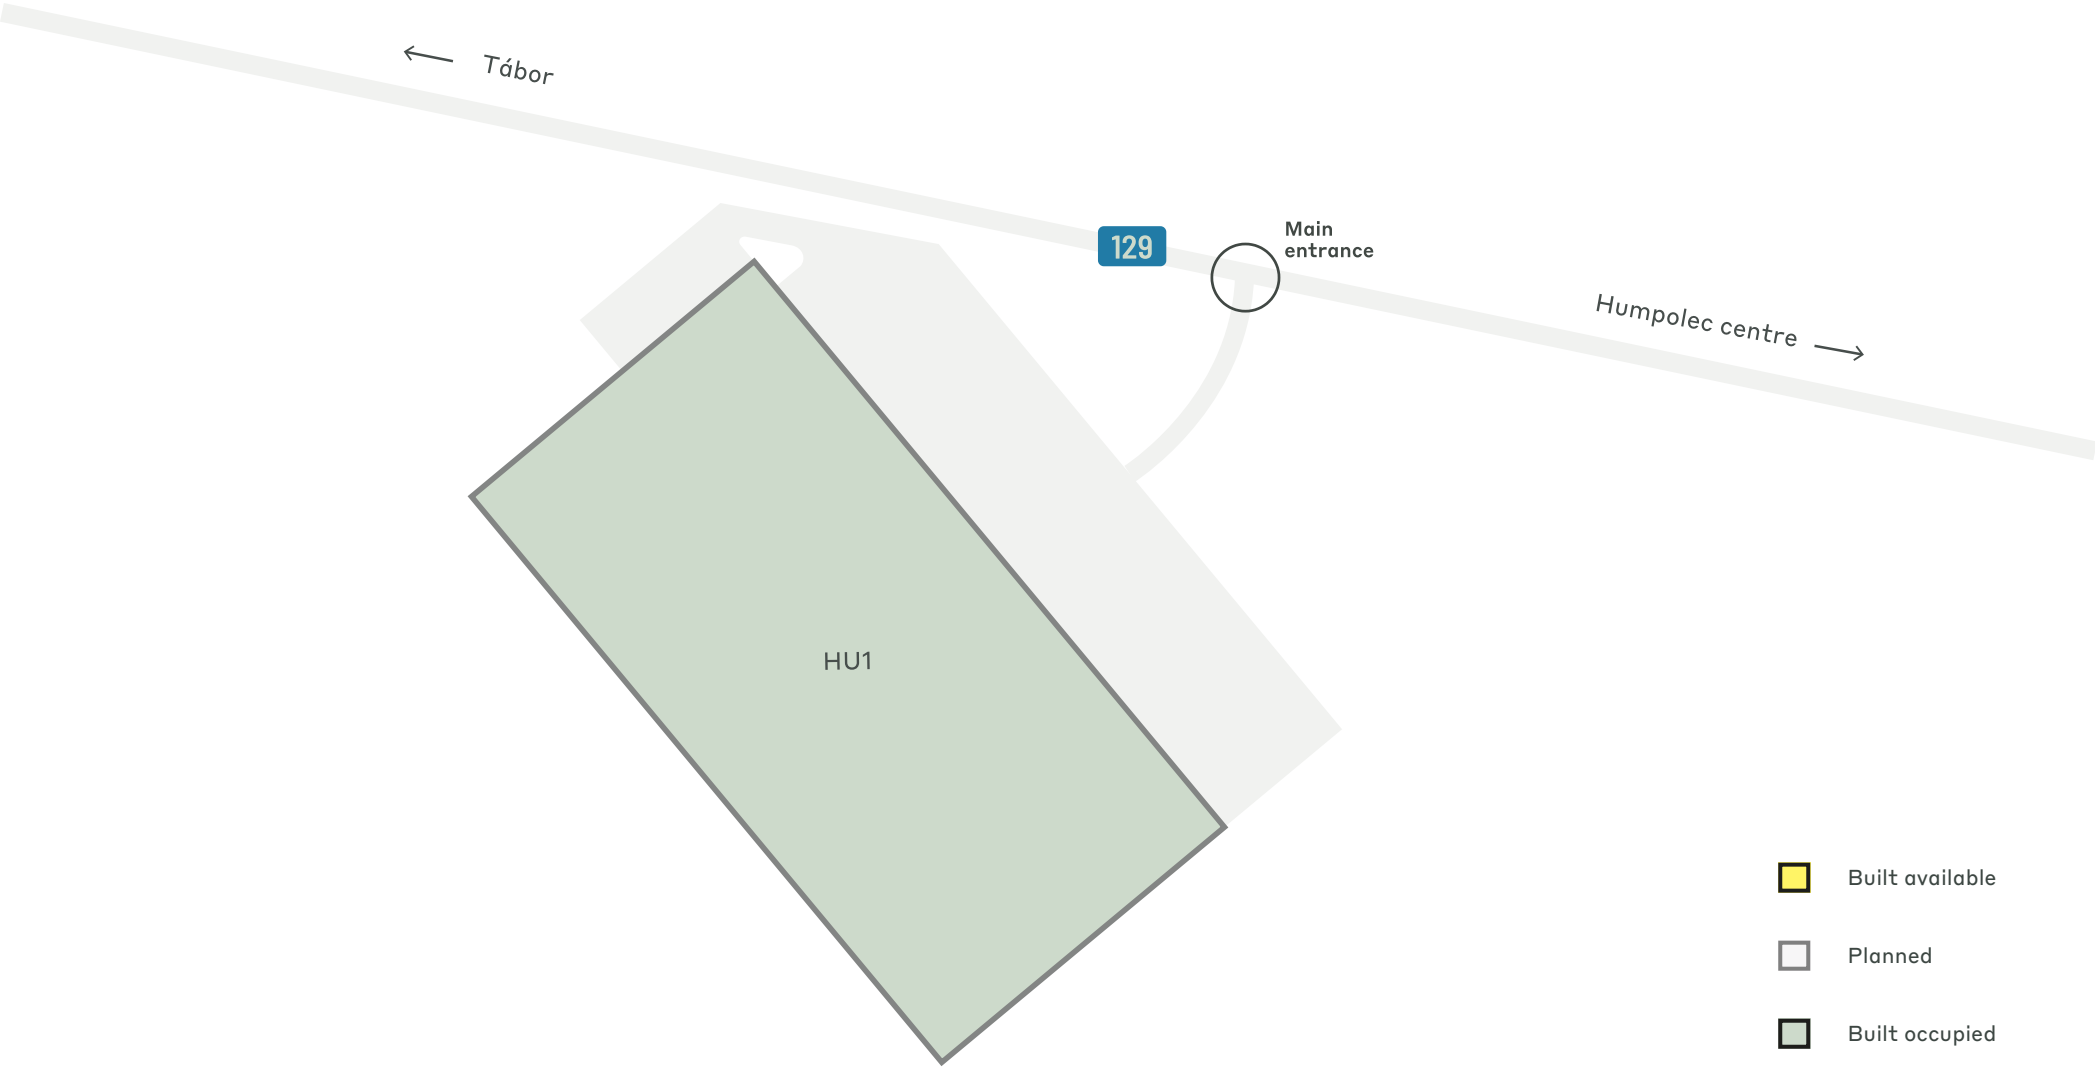 Tábor
129
Main
entrance
Humpolec centre
HU1
Built available
Planned
Built occupied